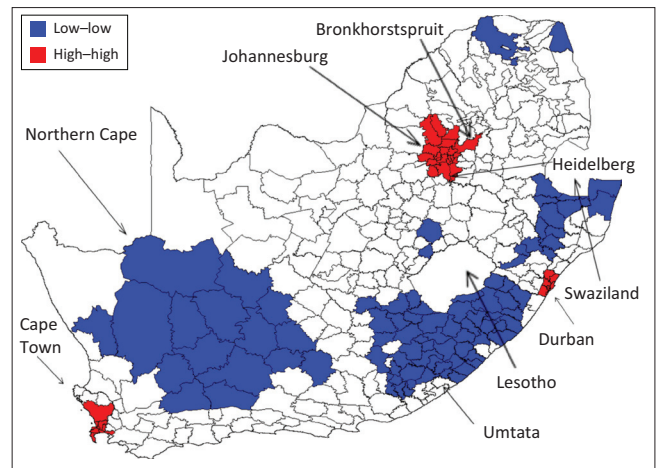 Low–low
High–high
Bronkhorstspruit
Johannesburg
Northern Cape
Heidelberg
Swaziland
Cape
Town
Durban
Lesotho
Umtata